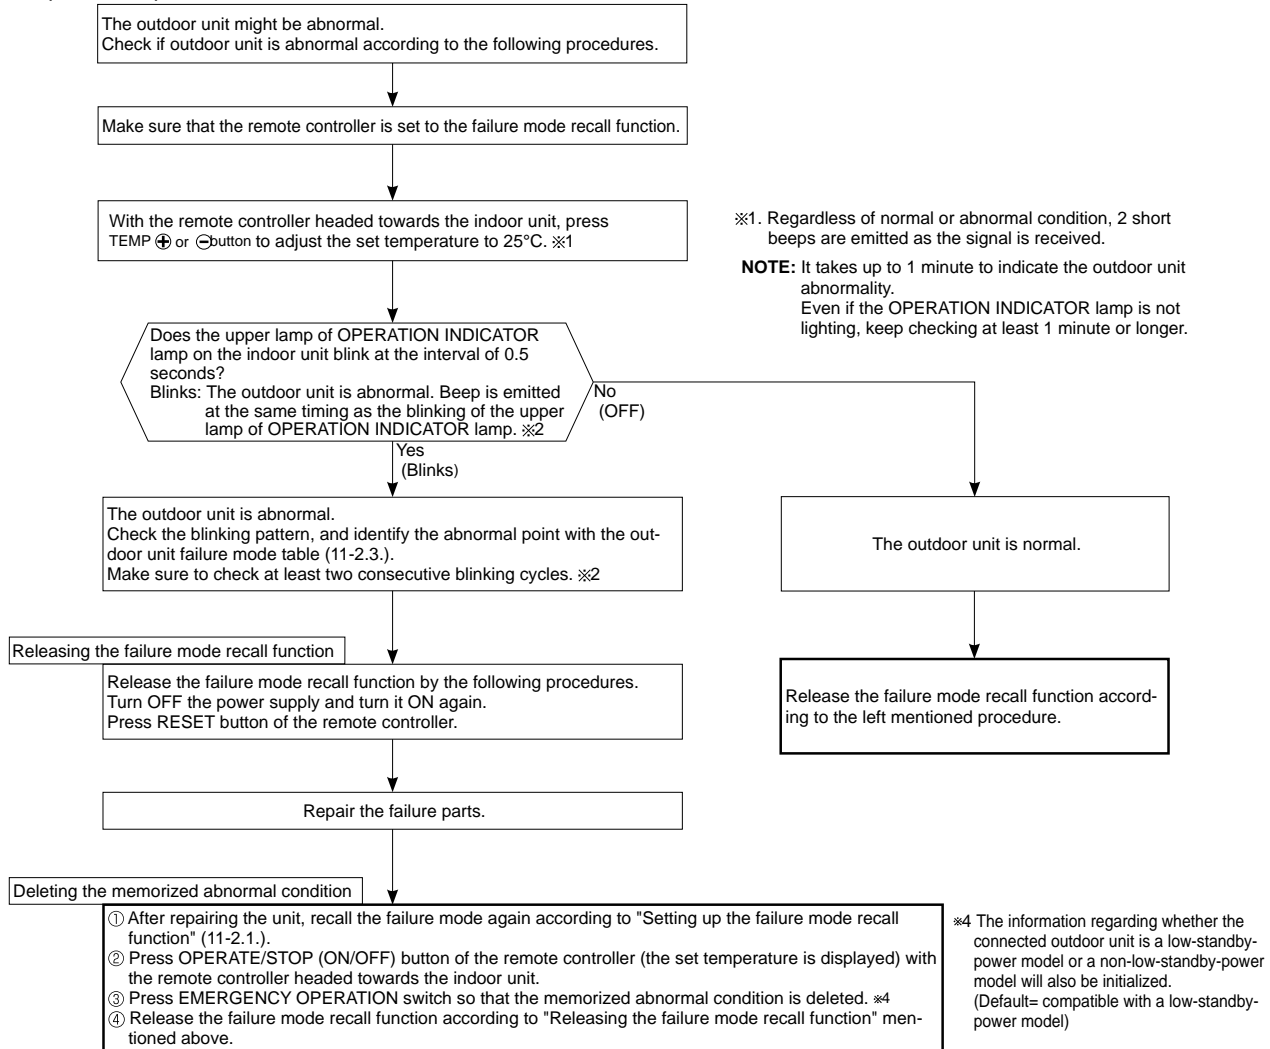 The outdoor unit might be abnormal.
Check if outdoor unit is abnormal according to the following procedures.
Make sure that the remote controller is set to the failure mode recall function.
With the remote controller headed towards the indoor unit, press
TEMP ⊕ or ⊖button to adjust the set temperature to 25°C. ※1
※1. Regardless of normal or abnormal condition, 2 short
beeps are emitted as the signal is received.
NOTE: It takes up to 1 minute to indicate the outdoor unit
abnormality.
Even if the OPERATION INDICATOR lamp is not
lighting, keep checking at least 1 minute or longer.
Does the upper lamp of OPERATION INDICATOR
lamp on the indoor unit blink at the interval of 0.5
seconds?
Blinks: The outdoor unit is abnormal. Beep is emitted
at the same timing as the blinking of the upper
lamp of OPERATION INDICATOR lamp. ※2
No
(OFF)
Yes
(Blinks)
The outdoor unit is abnormal.
Check the blinking pattern, and identify the abnormal point with the out-
door unit failure mode table (11-2.3.).
Make sure to check at least two consecutive blinking cycles. ※2
The outdoor unit is normal.
Releasing the failure mode recall function
Release the failure mode recall function by the following procedures.
Turn OFF the power supply and turn it ON again.
Press RESET button of the remote controller.
Release the failure mode recall function accord-
ing to the left mentioned procedure.
Repair the failure parts.
Deleting the memorized abnormal condition
① After repairing the unit, recall the failure mode again according to "Setting up the failure mode recall
function" (11-2.1.).
② Press OPERATE/STOP (ON/OFF) button of the remote controller (the set temperature is displayed) with
the remote controller headed towards the indoor unit.
③ Press EMERGENCY OPERATION switch so that the memorized abnormal condition is deleted. ※4
④ Release the failure mode recall function according to "Releasing the failure mode recall function" men-
tioned above.
※4 The information regarding whether the
connected outdoor unit is a low-standby-
power model or a non-low-standby-power
model will also be initialized.
(Default= compatible with a low-standby-
power model)